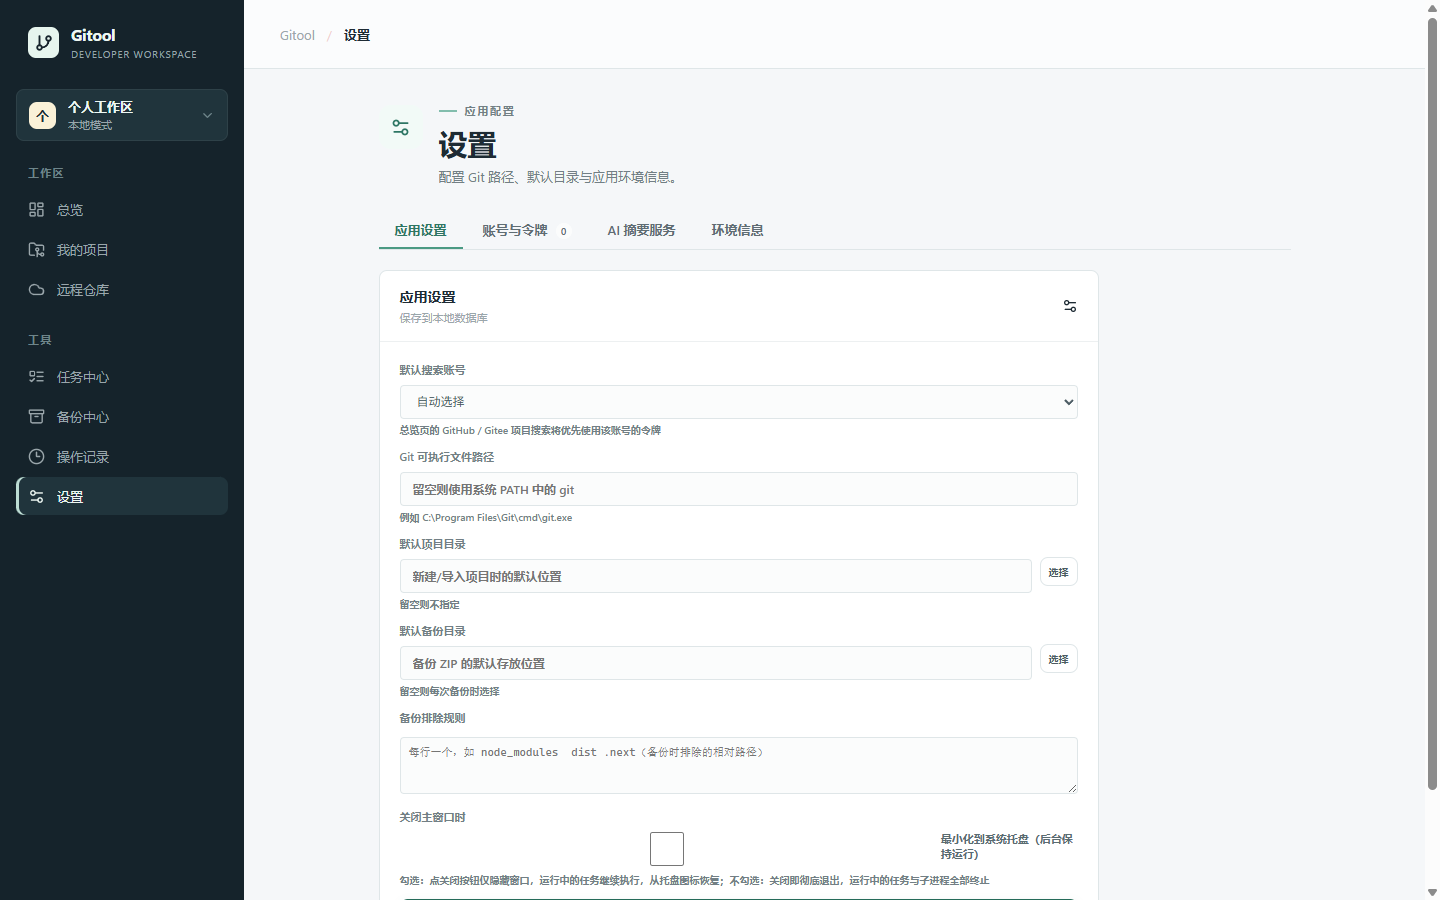 Gitool
DEVELOPER WORKSPACE
个
个人工作区
本地模式
工作区
总览
我的项目
远程仓库
工具
任务中心
备份中心
操作记录
设置
Gitool / 设置
应用配置
设置
配置 Git 路径、默认目录与应用环境信息。
应用设置 账号与令牌 0 AI 摘要服务 环境信息
应用设置
保存到本地数据库
默认搜索账号
自动选择
总览页的 GitHub / Gitee 项目搜索将优先使用该账号的令牌
Git 可执行文件路径
留空则使用系统 PATH 中的 git
例如 C:\Program Files\Git\cmd\git.exe
默认项目目录
新建/导入项目时的默认位置 选择
留空则不指定
默认备份目录
备份 ZIP 的默认存放位置 选择
留空则每次备份时选择
备份排除规则
每行一个，如 node_modules  dist .next（备份时排除的相对路径）
关闭主窗口时
最小化到系统托盘（后台保
持运行）
勾选：点关闭按钮仅隐藏窗口，运行中的任务继续执行，从托盘图标恢复；不勾选：关闭即彻底退出，运行中的任务与子进程全部终止